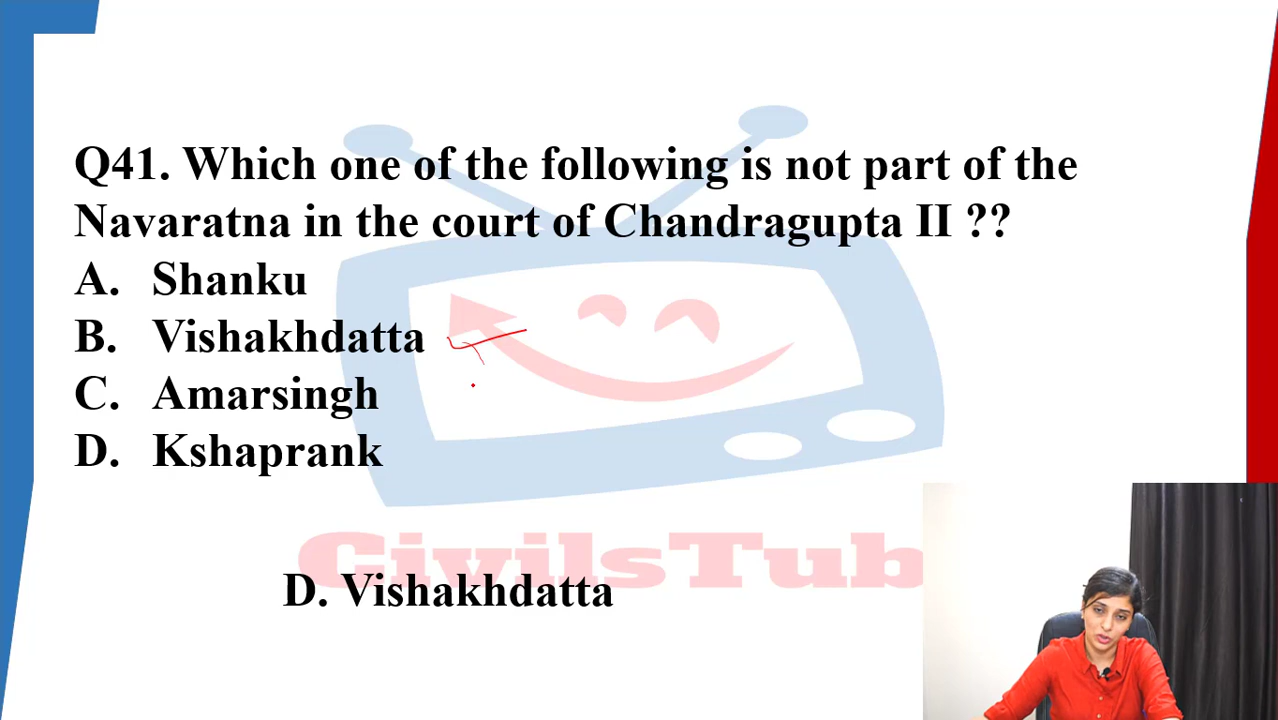 Q41. Which one of the following is not part of the
Navaratna in the court of Chandragupta II ??
A. Shanku
B. Vishakhdatta
C. Amarsingh
D. Kshaprank
CivilsTub
D. Vishakhdatta